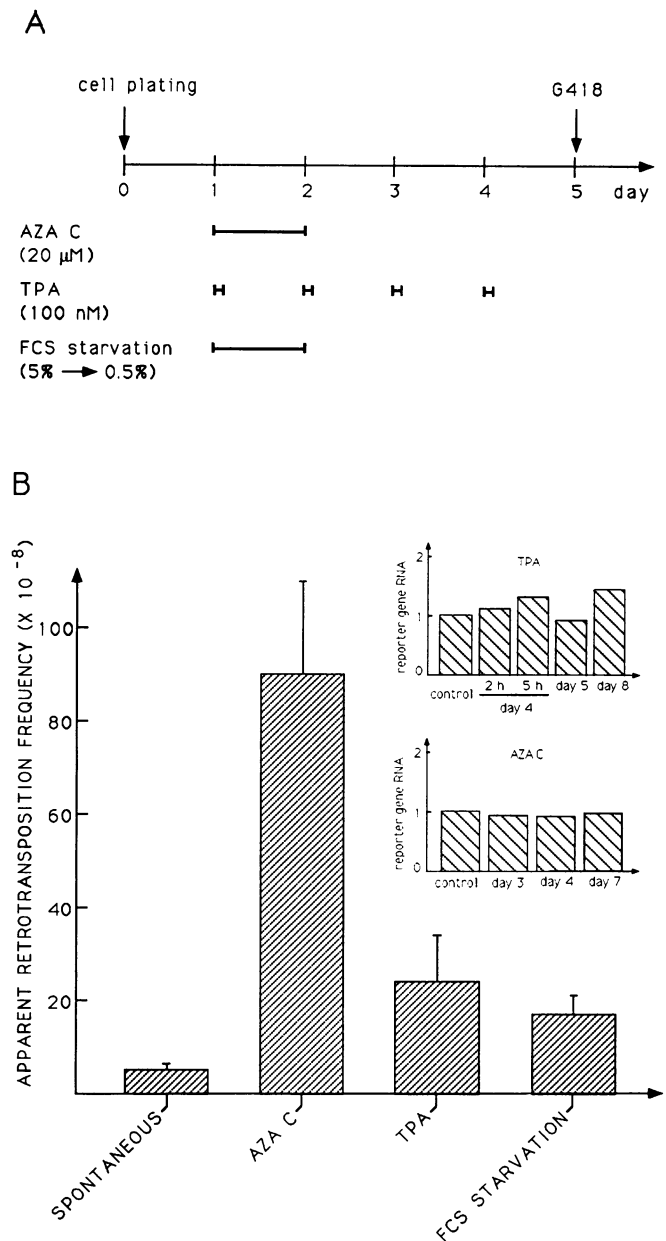 A
cell plating
G418
0 1 2 3 4 5 day
AZA C
(20 µM)
TPA
(100 nM)
FCS starvation
(5% → 0.5%)
B
APPARENT RETROTRANSPOSITION FREQUENCY (X 10 -8)
100
80
60
40
20
SPONTANEOUS
AZA C
TPA
FCS STARVATION
TPA
reporter gene RNA
2
1
0
control 2 h 5 h day 5 day 8
day 4
AZA C
reporter gene RNA
2
1
0
control day 3 day 4 day 7